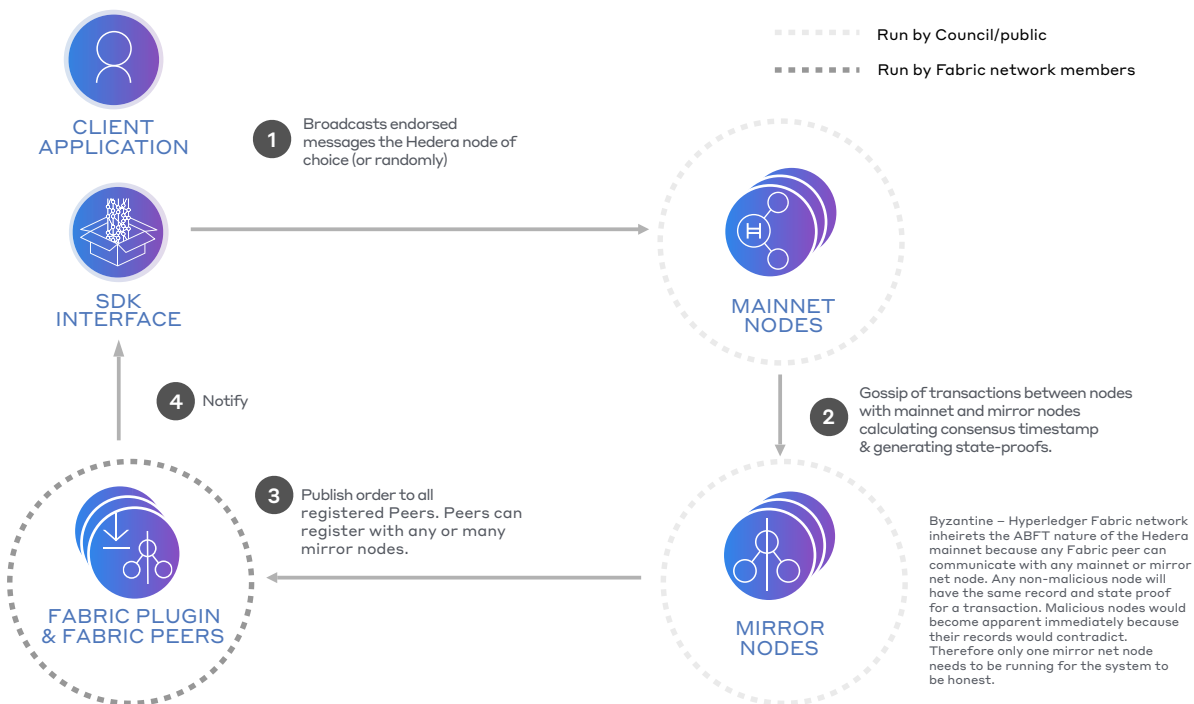 Run by Council/public
Run by Fabric network members
CLIENT
APPLICATION
1
Broadcasts endorsed
messages the Hedera node of
choice (or randomly)
SDK
INTERFACE
MAINNET
NODES
4
Notify
2
Gossip of transactions between nodes
with mainnet and mirror nodes
calculating consensus timestamp
& generating state-proofs.
3
Publish order to all
registered Peers. Peers can
register with any or many
mirror nodes.
FABRIC PLUGIN
& FABRIC PEERS
MIRROR
NODES
Byzantine – Hyperledger Fabric network
inheirets the ABFT nature of the Hedera
mainnet because any Fabric peer can
communicate with any mainnet or mirror
net node. Any non-malicious node will
have the same record and state proof
for a transaction. Malicious nodes would
become apparent immediately because
their records would contradict.
Therefore only one mirror net node
needs to be running for the system to
be honest.